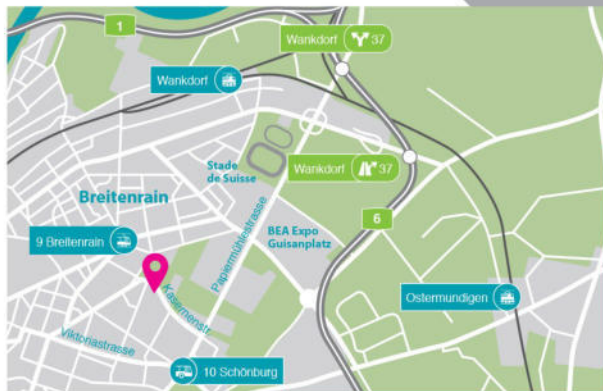 1
6
Wankdorf 37
Wankdorf
Stade
de Suisse
Wankdorf 37
Breitenrain
Papiermühlestrasse
BEA Expo
Guisanplatz
6
9 Breitenrain
Kasernenstr.
Ostermundigen
Viktoriastrasse
10 Schönburg